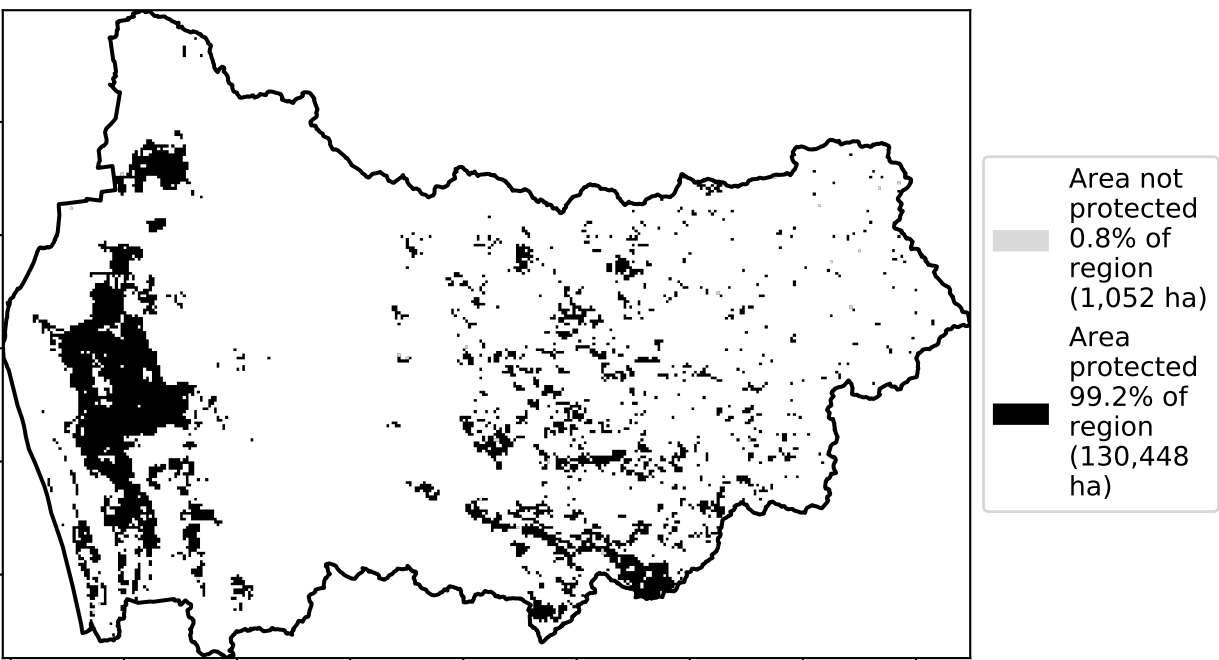 Area not
protected
0.8% of
region
(1,052 ha)
Area
protected
99.2% of
region
(130,448
ha)